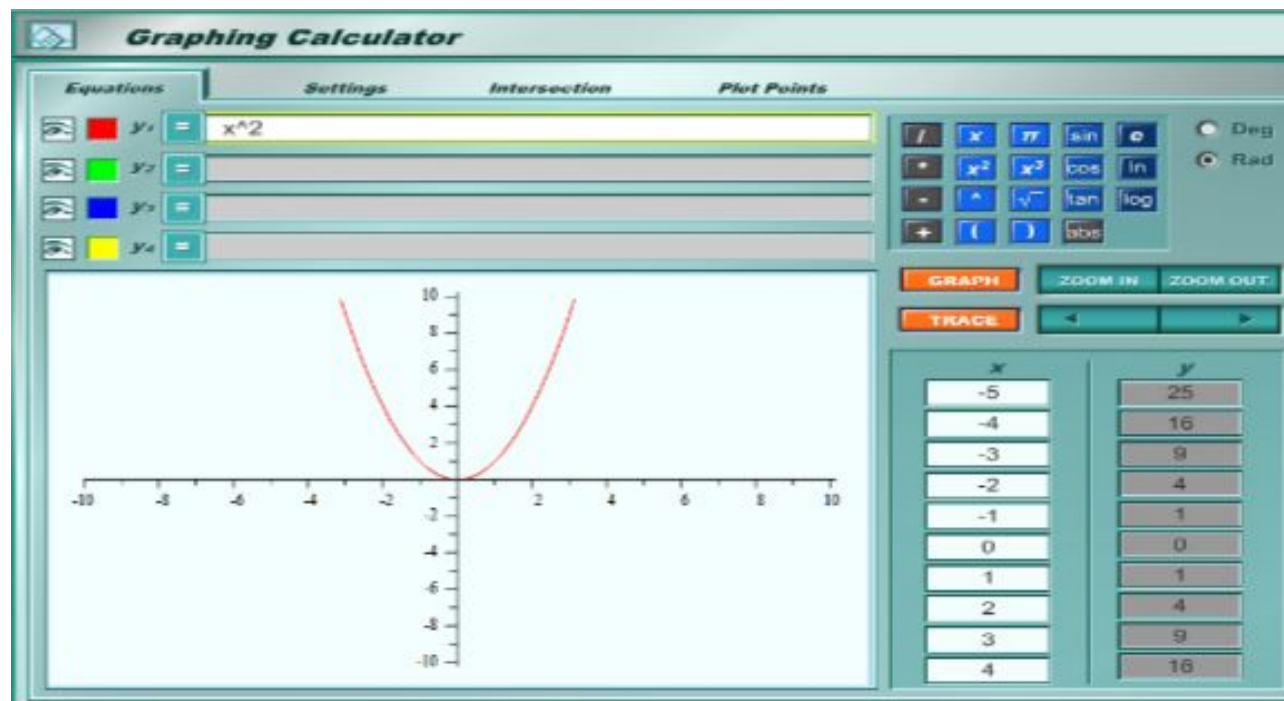 Graphing Calculator
Equations Settings Intersection Plot Points
y1 = x^2
y2 =
y3 =
y4 =
/ x π sin e
* x² x³ cos ln
- ^ √ tan log
+ ( ) abs
Deg
Rad
GRAPH ZOOM IN ZOOM OUT
TRACE
10
8
6
4
2
-10 -8 -6 -4 -2 2 4 6 8 10
-2
-4
-6
-8
-10
x y
-5 25
-4 16
-3 9
-2 4
-1 1
0 0
1 1
2 4
3 9
4 16